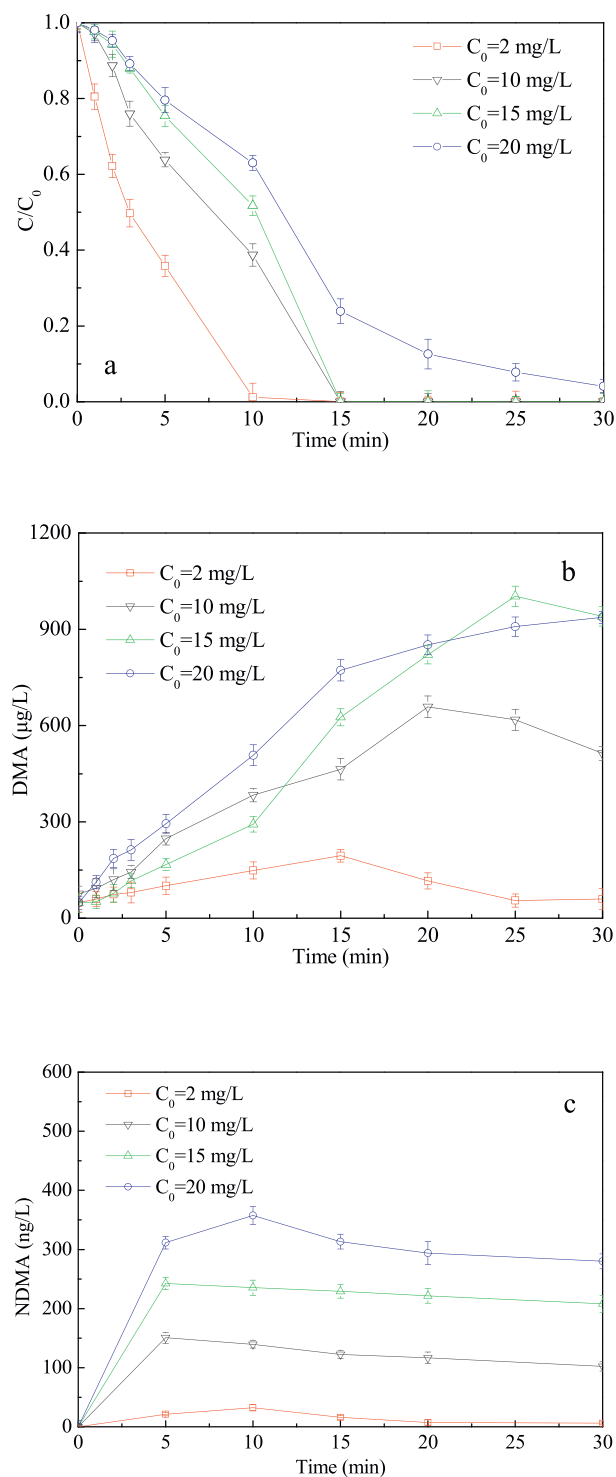 1.0
0.8
0.6
0.4
0.2
0.0
C/C₀
C₀=2 mg/L
C₀=10 mg/L
C₀=15 mg/L
C₀=20 mg/L
a
0 5 10 15 20 25 30
Time (min)
1200
900
600
300
0
DMA (μg/L)
C₀=2 mg/L
C₀=10 mg/L
C₀=15 mg/L
C₀=20 mg/L
b
0 5 10 15 20 25 30
Time (min)
600
500
400
300
200
100
0
NDMA (ng/L)
C₀=2 mg/L
C₀=10 mg/L
C₀=15 mg/L
C₀=20 mg/L
c
0 5 10 15 20 25 30
Time (min)